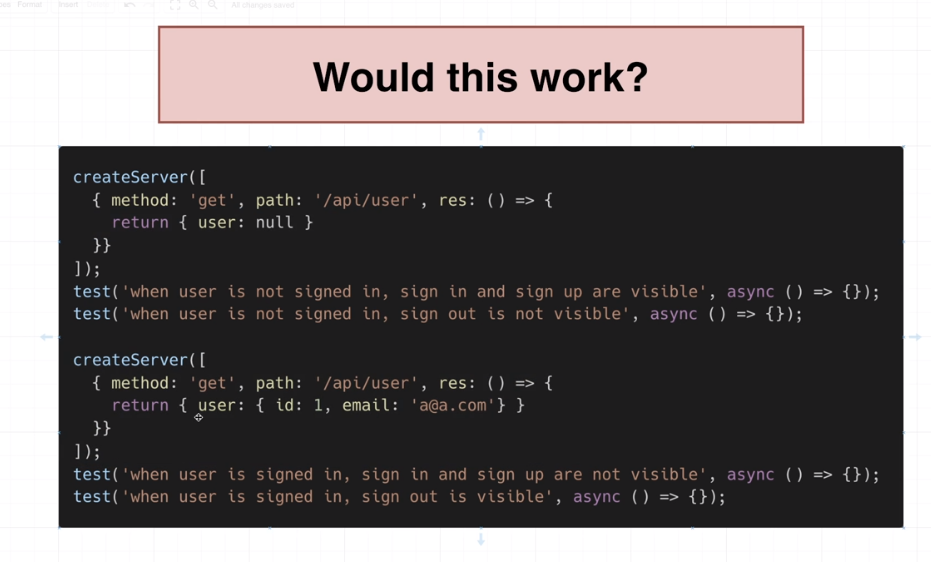 Format Insert
All changes saved
Would this work?
createServer([
  { method: 'get', path: '/api/user', res: () => {
    return { user: null }
  }}
]);
test('when user is not signed in, sign in and sign up are visible', async () => {});
test('when user is not signed in, sign out is not visible', async () => {});
createServer([
  { method: 'get', path: '/api/user', res: () => {
    return { user: { id: 1, email: 'a@a.com'} }
  }}
]);
test('when user is signed in, sign in and sign up are not visible', async () => {});
test('when user is signed in, sign out is visible', async () => {});